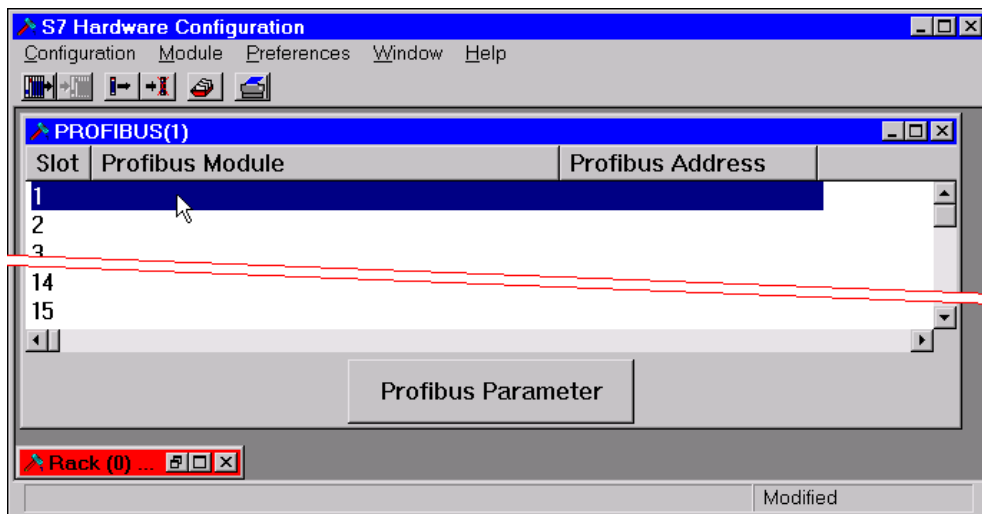 S7 Hardware Configuration
Configuration Module Preferences Window Help
PROFIBUS(1)
Slot Profibus Module Profibus Address
1
2
3
14
15
Profibus Parameter
Rack (0) ...
Modified